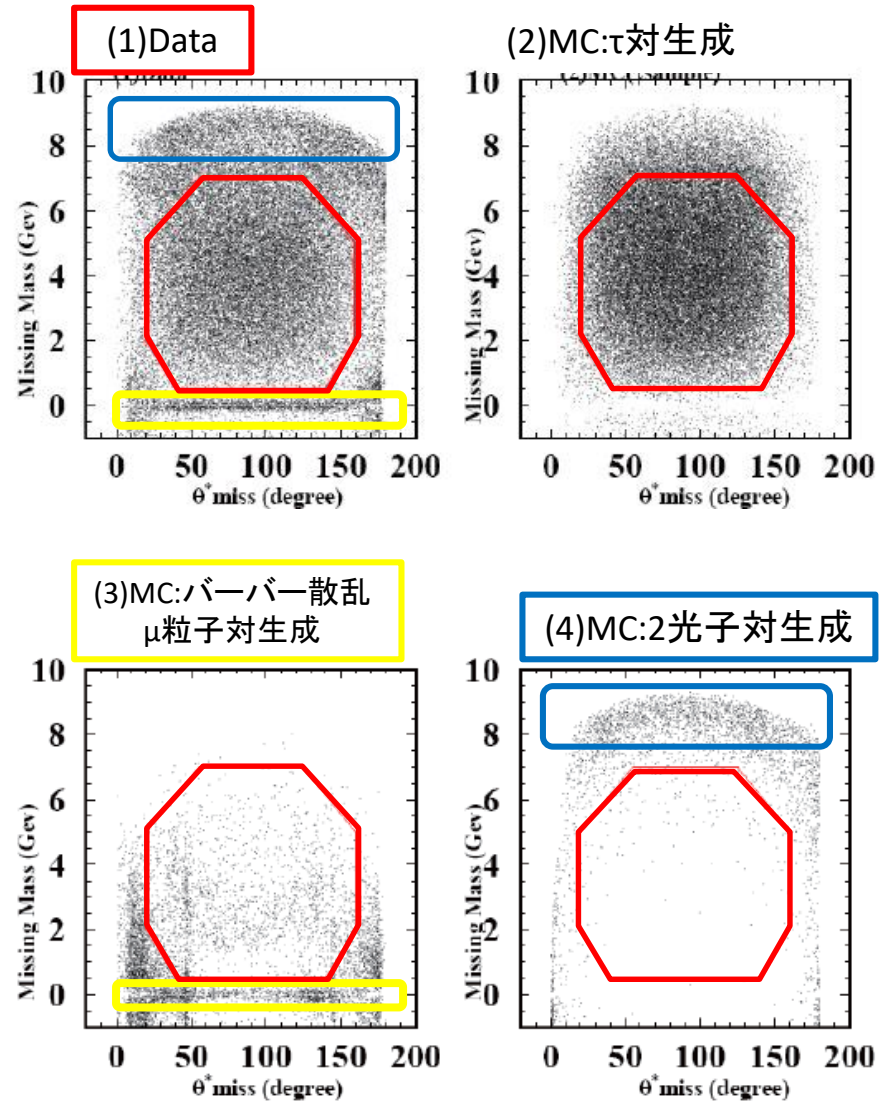 (1)Data
(2)MC:τ対生成
10
8
6
4
2
0
Missing Mass (Gev)
0 50 100 150 200
θ*miss (degree)
10
8
6
4
2
0
Missing Mass (Gev)
0 50 100 150 200
θ*miss (degree)
(3)MC:バーバー散乱
μ粒子対生成
(4)MC:2光子対生成
10
8
6
4
2
0
Missing Mass (Gev)
0 50 100 150 200
θ*miss (degree)
10
8
6
4
2
0
Missing Mass (Gev)
0 50 100 150 200
θ*miss (degree)